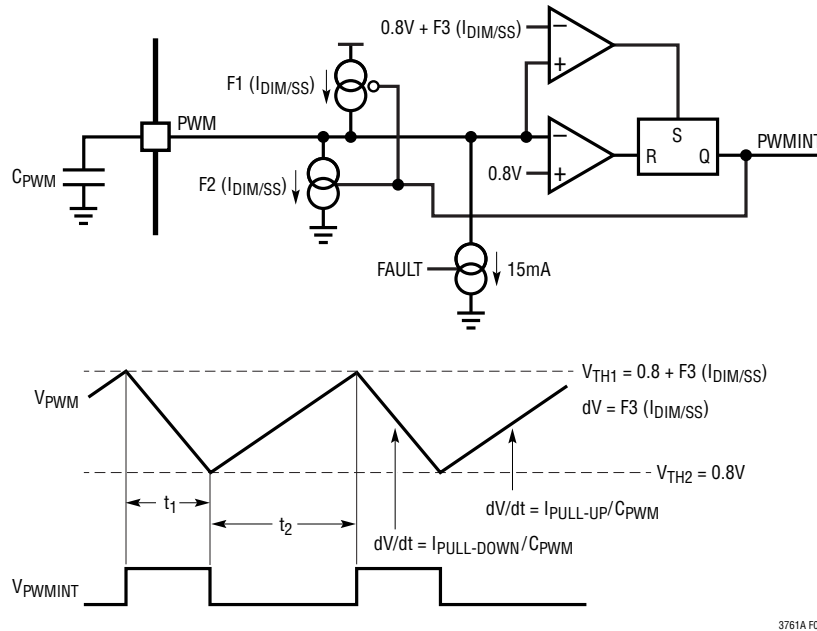 0.8V + F3 (IDIM/SS)
F1 (IDIM/SS)
PWM
S
PWMINT
R
Q
CPWM
F2 (IDIM/SS)
0.8V
FAULT
15mA
VTH1 = 0.8 + F3 (IDIM/SS)
VPWM
dV = F3 (IDIM/SS)
VTH2 = 0.8V
t1
t2
dV/dt = IPULL-UP/CPWM
dV/dt = IPULL-DOWN/CPWM
VPWMINT
3761A F0